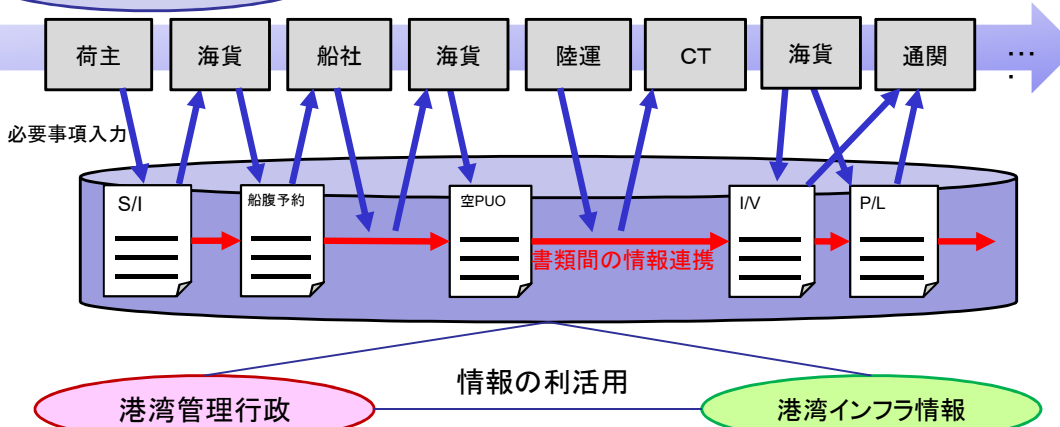 荷主
海貨
船社
海貨
陸運
CT
海貨
通関
…
.
必要事項入力
S/I
船腹予約
空PUO
I/V
P/L
書類間の情報連携
情報の利活用
港湾管理行政
港湾インフラ情報